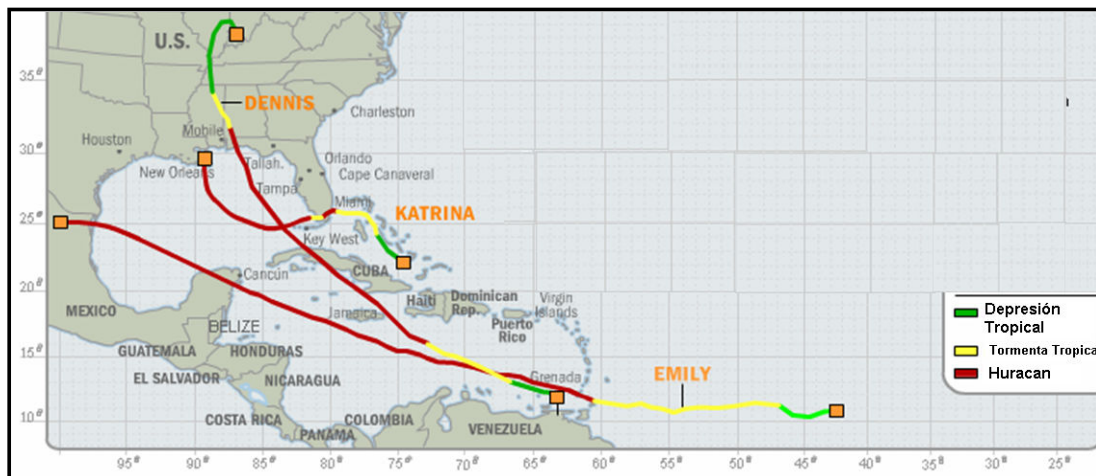 U.S.
35°
DENNIS
Charleston
Mobile
Houston
30°
Tallah.
Orlando
New Orleans
Cape Canaveral
Tampa
Miami
KATRINA
25°
Key West
CUBA
Cancún
20°
Haiti
Dominican
Rep.
Virgin
Islands
MEXICO
Jamaica
Puerto
Rico
BELIZE
Depresión
Tropical
15°
GUATEMALA
HONDURAS
Tormenta Tropica
EL SALVADOR
NICARAGUA
Grenada
EMILY
Huracan
10°
COSTA RICA
COLOMBIA
PANAMA
VENEZUELA
95°
90°
85°
80°
75°
70°
65°
60°
55°
50°
45°
40°
35°
30°
25°
22